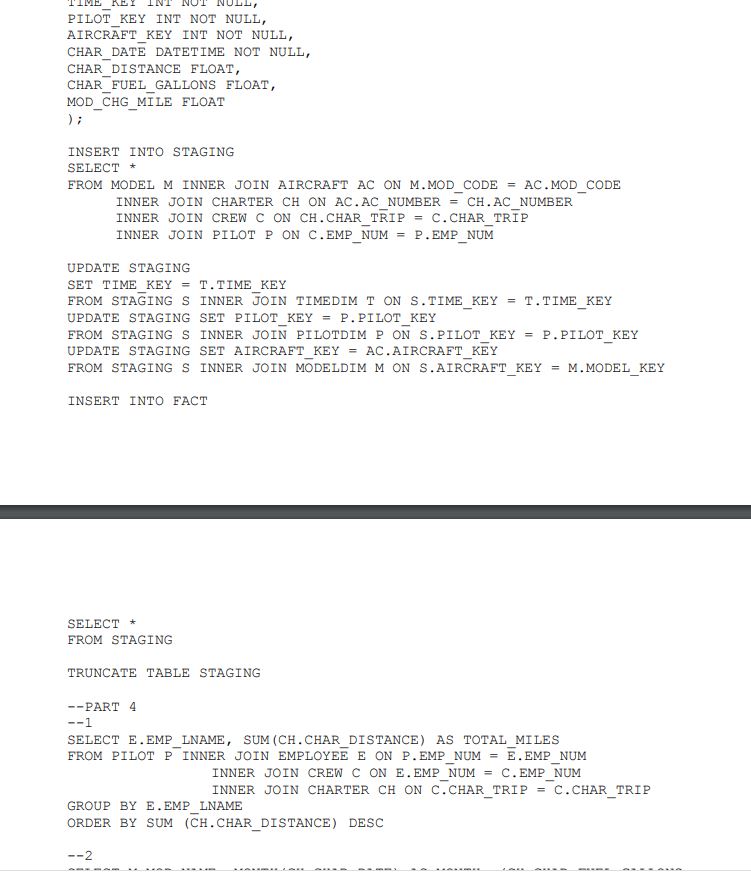 TIME_KEY INT NOT NULL,
PILOT_KEY INT NOT NULL,
AIRCRAFT_KEY INT NOT NULL,
CHAR_DATE DATETIME NOT NULL,
CHAR_DISTANCE FLOAT,
CHAR_FUEL_GALLONS FLOAT,
MOD_CHG_MILE FLOAT
);
INSERT INTO STAGING
SELECT *
FROM MODEL M INNER JOIN AIRCRAFT AC ON M.MOD_CODE = AC.MOD_CODE
INNER JOIN CHARTER CH ON AC.AC_NUMBER = CH.AC_NUMBER
INNER JOIN CREW C ON CH.CHAR_TRIP = C.CHAR_TRIP
INNER JOIN PILOT P ON C.EMP_NUM = P.EMP_NUM
UPDATE STAGING
SET TIME_KEY = T.TIME_KEY
FROM STAGING S INNER JOIN TIMEDIM T ON S.TIME_KEY = T.TIME_KEY
UPDATE STAGING SET PILOT_KEY = P.PILOT_KEY
FROM STAGING S INNER JOIN PILOTDIM P ON S.PILOT_KEY = P.PILOT_KEY
UPDATE STAGING SET AIRCRAFT_KEY = AC.AIRCRAFT_KEY
FROM STAGING S INNER JOIN MODELDIM M ON S.AIRCRAFT_KEY = M.MODEL_KEY
INSERT INTO FACT
SELECT *
FROM STAGING
TRUNCATE TABLE STAGING
--PART 4
--1
SELECT E.EMP_LNAME, SUM(CH.CHAR_DISTANCE) AS TOTAL_MILES
FROM PILOT P INNER JOIN EMPLOYEE E ON P.EMP_NUM = E.EMP_NUM
INNER JOIN CREW C ON E.EMP_NUM = C.EMP_NUM
INNER JOIN CHARTER CH ON C.CHAR_TRIP = C.CHAR_TRIP
GROUP BY E.EMP_LNAME
ORDER BY SUM (CH.CHAR_DISTANCE) DESC
--2